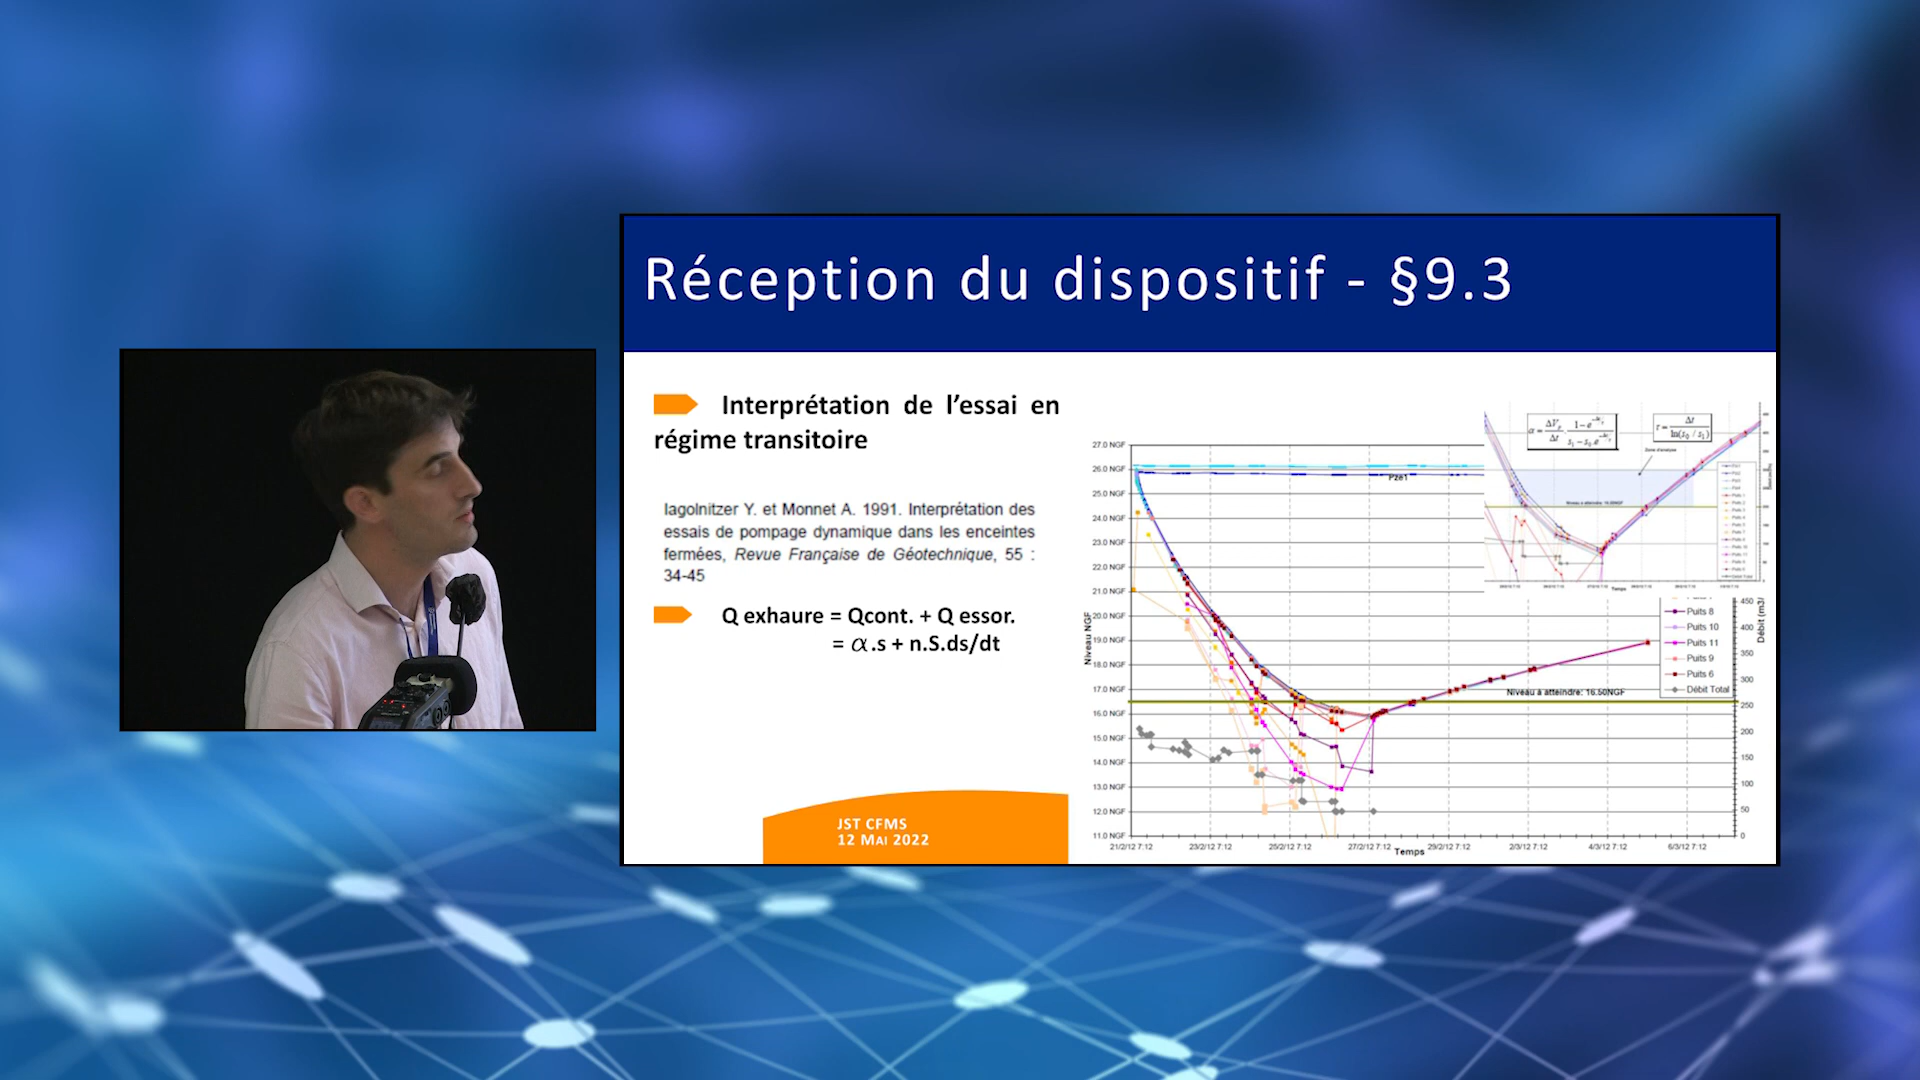 Réception du dispositif - §9.3
Interprétation de l'essai en
régime transitoire
Iagolnitzer Y. et Monnet A. 1991. Interprétation des
essais de pompage dynamique dans les enceintes
fermées, Revue Française de Géotechnique, 55 :
34-45
Q exhaure = Qcont. + Q essor.
= α.s + n.S.ds/dt
JST CFMS
12 Mai 2022
27.0 NGF
26.0 NGF
25.0 NGF
24.0 NGF
23.0 NGF
22.0 NGF
21.0 NGF
20.0 NGF
19.0 NGF
18.0 NGF
17.0 NGF
16.0 NGF
15.0 NGF
14.0 NGF
13.0 NGF
12.0 NGF
11.0 NGF
Niveau NGF
Pze1
Niveau à atteindre: 16.50NGF
Puits 8
Puits 10
Puits 11
Puits 9
Puits 6
Débit Total
450
400
350
300
250
200
150
100
50
0
Débit (m3/
21/2/12 7:12
23/2/12 7:12
25/2/12 7:12
27/2/12 7:12
29/2/12 7:12
2/3/12 7:12
4/3/12 7:12
6/3/12 7:12
Temps